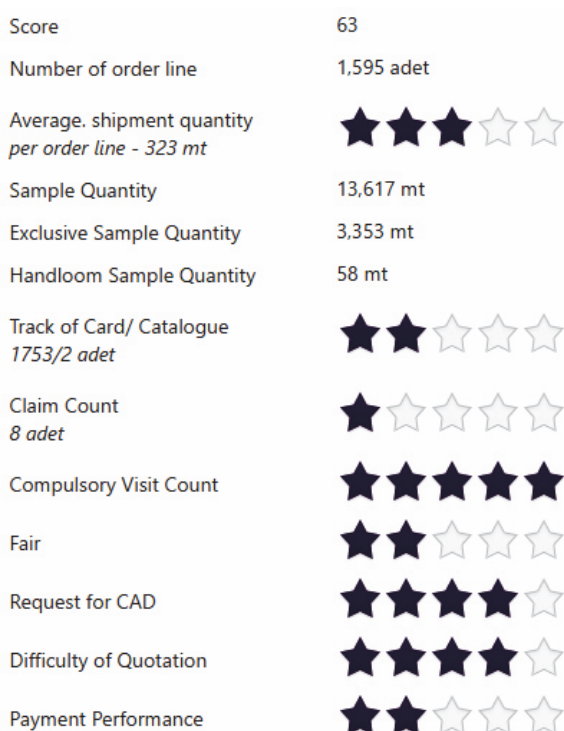 Score 63
Number of order line 1,595 adet
Average. shipment quantity
per order line - 323 mt
Sample Quantity 13,617 mt
Exclusive Sample Quantity 3,353 mt
Handloom Sample Quantity 58 mt
Track of Card/ Catalogue
1753/2 adet
Claim Count
8 adet
Compulsory Visit Count
Fair
Request for CAD
Difficulty of Quotation
Payment Performance